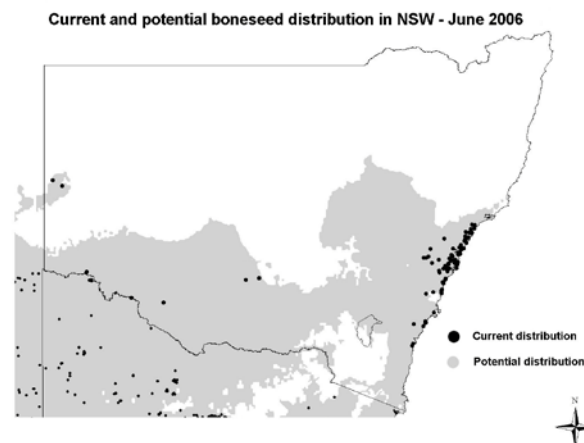 Current and potential boneseed distribution in NSW - June 2006
Current distribution
Potential distribution
N